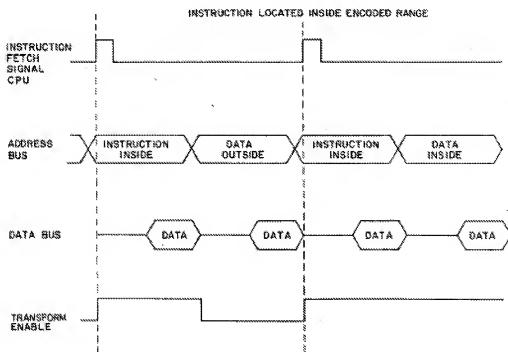 INSTRUCTION LOCATED INSIDE ENCODED RANGE
INSTRUCTION
FETCH
SIGNAL
CPU
ADDRESS
BUS
INSTRUCTION
INSIDE
DATA
OUTSIDE
INSTRUCTION
INSIDE
DATA
INSIDE
DATA BUS
DATA
DATA
DATA
DATA
TRANSFORM
ENABLE